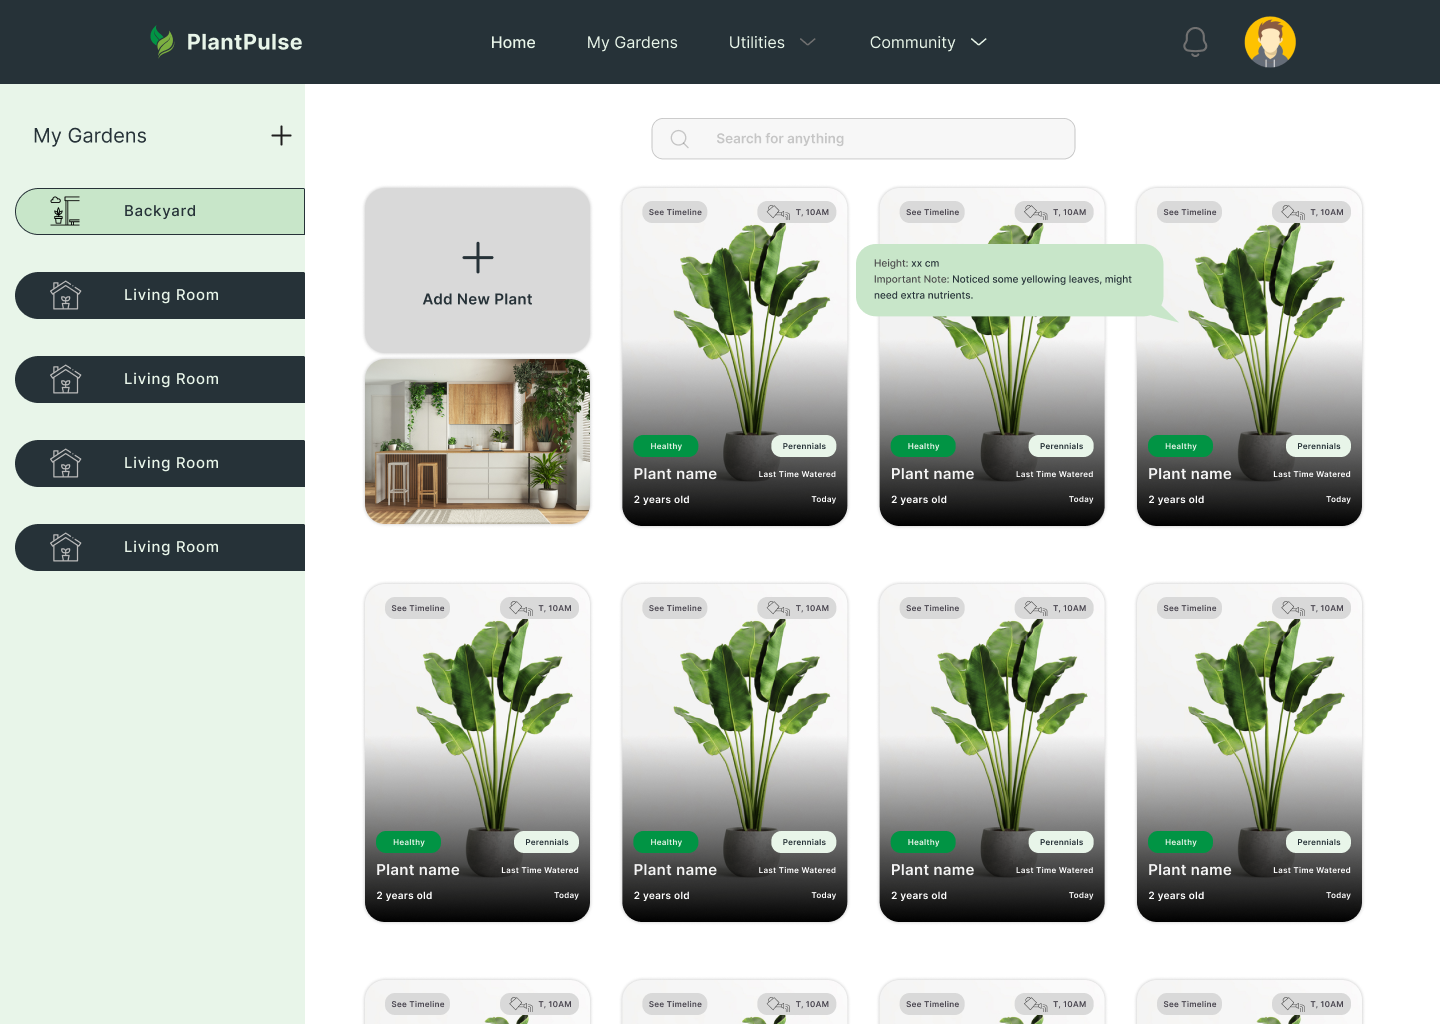 PlantPulse
Home
My Gardens
Utilities
Community
My Gardens
Backyard
Living Room
Living Room
Living Room
Living Room
Search for anything
Add New Plant
See Timeline
T, 10AM
Healthy
Perennials
Plant name
Last Time Watered
2 years old
Today
See Timeline
T, 10AM
Height: xx cm
Important Note: Noticed some yellowing leaves, might
need extra nutrients.
Healthy
Perennials
Plant name
Last Time Watered
2 years old
Today
See Timeline
T, 10AM
Healthy
Perennials
Plant name
Last Time Watered
2 years old
Today
See Timeline
T, 10AM
Healthy
Perennials
Plant name
Last Time Watered
2 years old
Today
See Timeline
T, 10AM
Healthy
Perennials
Plant name
Last Time Watered
2 years old
Today
See Timeline
T, 10AM
Healthy
Perennials
Plant name
Last Time Watered
2 years old
Today
See Timeline
T, 10AM
Healthy
Perennials
Plant name
Last Time Watered
2 years old
Today
See Timeline
T, 10AM
See Timeline
T, 10AM
See Timeline
T, 10AM
See Timeline
T, 10AM